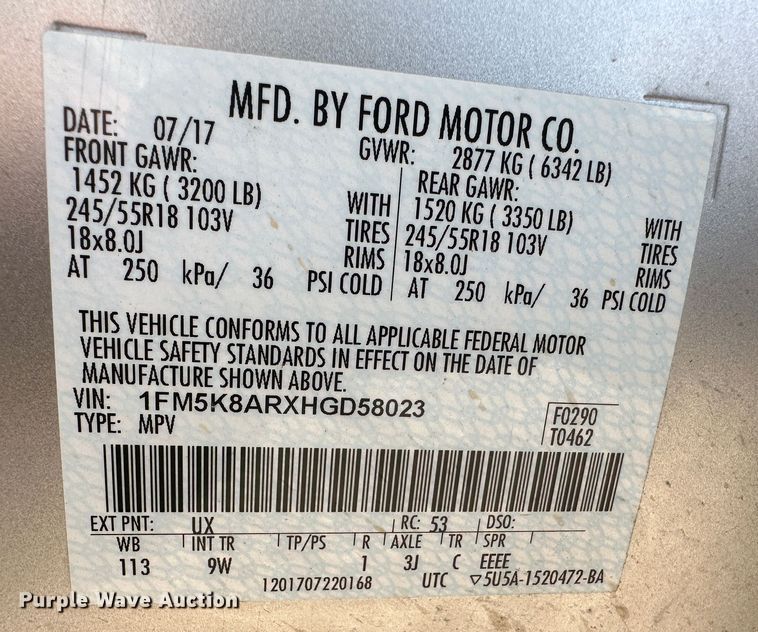 MFD. BY FORD MOTOR CO.
DATE: 07/17
GVWR: 2877 KG ( 6342 LB)
FRONT GAWR:
1452 KG ( 3200 LB) WITH
245/55R18 103V TIRES
18x8.0J RIMS
AT 250 kPa/ 36 PSI COLD
REAR GAWR:
1520 KG ( 3350 LB) WITH
245/55R18 103V TIRES
18x8.0J RIMS
AT 250 kPa/ 36 PSI COLD
THIS VEHICLE CONFORMS TO ALL APPLICABLE FEDERAL MOTOR
VEHICLE SAFETY STANDARDS IN EFFECT ON THE DATE OF
MANUFACTURE SHOWN ABOVE.
VIN: 1FM5K8ARXHGD58023
TYPE: MPV
F0290
T0462
EXT PNT: UX RC: 53 DSO:
WB INT TR TP/PS R AXLE TR SPR
113 9W 1 3J C EEEE
1201707220168 UTC ▽5U5A-1520472-BA
Purple Wave Auction